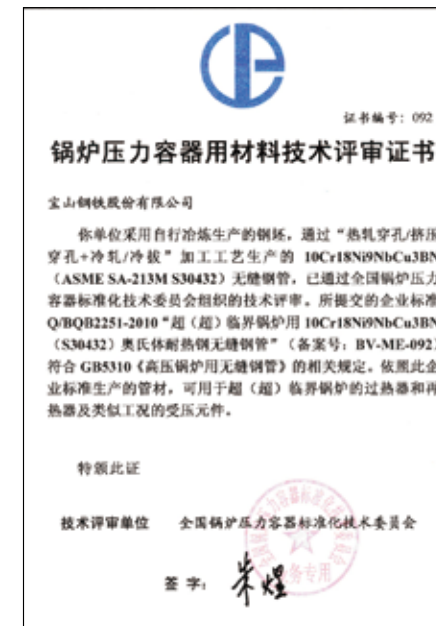 证书编号：092
锅炉压力容器用材料技术评审证书
宝山钢铁股份有限公司
你单位采用自行冶炼生产的钢坯，通过“热轧穿孔/挤压
穿孔+冷轧/冷拔”加工工艺生产的 10Cr18Ni9NbCu3BN
（ASME SA-213M S30432）无缝钢管，已通过全国锅炉压力
容器标准化技术委员会组织的技术评审。所提交的企业标准
Q/BQB2251-2010“超（超）临界锅炉用 10Cr18Ni9NbCu3BN
（S30432）奥氏体耐热钢无缝钢管”（备案号：BV-ME-092）
符合 GB5310《高压锅炉用无缝钢管》的相关规定。依照此企
业标准生产的管材，可用于超（超）临界锅炉的过热器和再
热器及类似工况的受压元件。
特颁此证
技术评审单位 全国锅炉压力容器标准化技术委员会
签 字：